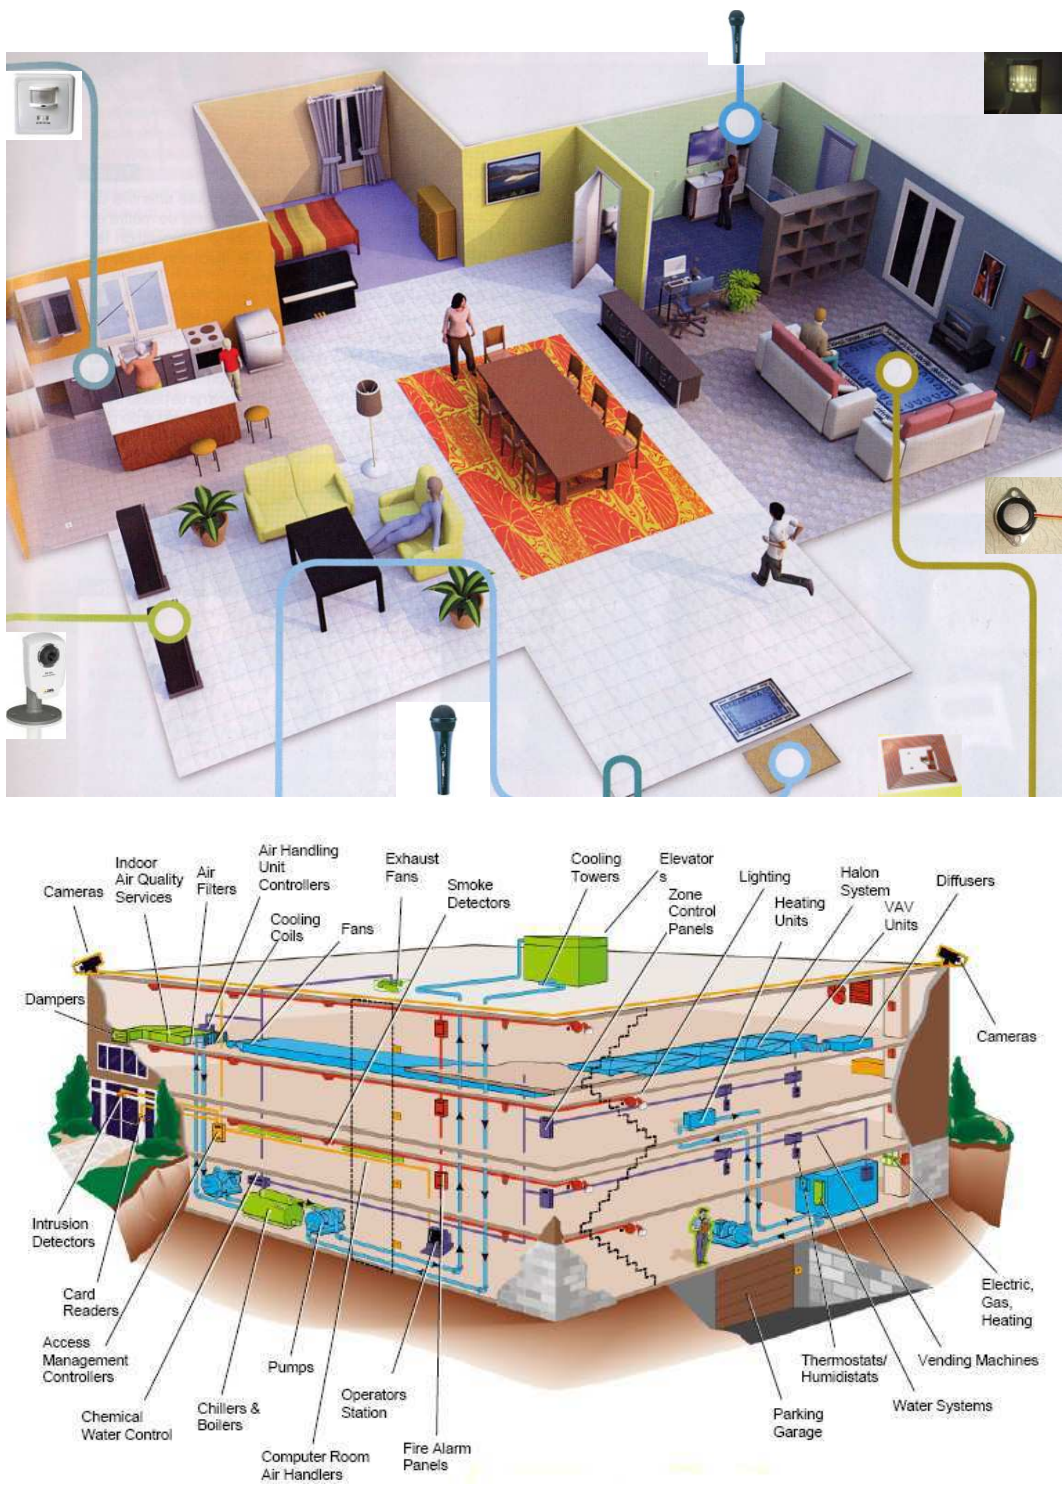 Cameras
Indoor
Air Quality
Services
Air
Filters
Air Handling
Unit
Controllers
Cooling
Coils
Fans
Exhaust
Fans
Smoke
Detectors
Cooling
Towers
Elevator
s
Zone
Control
Panels
Lighting
Heating
Units
Halon
System
VAV
Units
Diffusers
Dampers
Cameras
Intrusion
Detectors
Card
Readers
Access
Management
Controllers
Chemical
Water Control
Chillers &
Boilers
Pumps
Computer Room
Air Handlers
Operators
Station
Fire Alarm
Panels
Parking
Garage
Thermostats/
Humidistats
Water Systems
Vending Machines
Electric,
Gas,
Heating